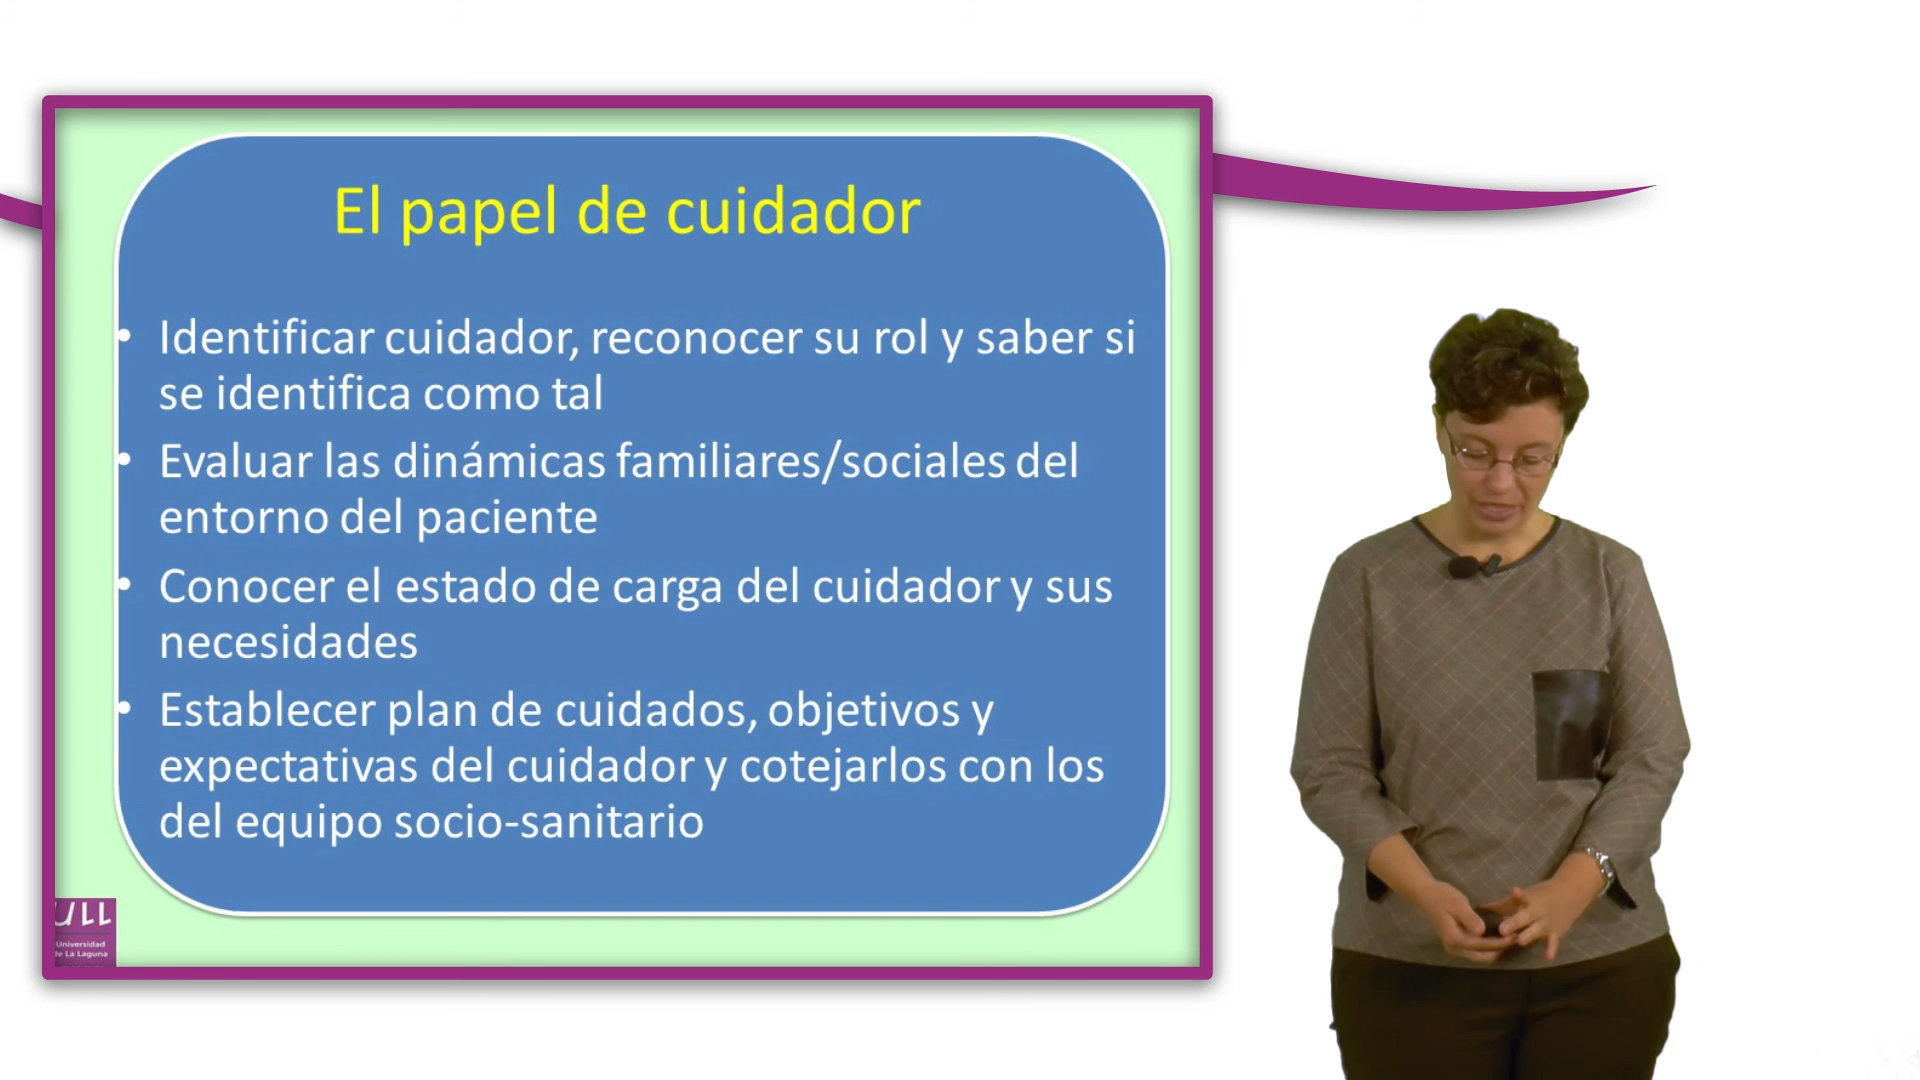 El papel de cuidador
• Identificar cuidador, reconocer su rol y saber si
se identifica como tal
• Evaluar las dinámicas familiares/sociales del
entorno del paciente
• Conocer el estado de carga del cuidador y sus
necesidades
• Establecer plan de cuidados, objetivos y
expectativas del cuidador y cotejarlos con los
del equipo socio-sanitario
ULL
Universidad
de La Laguna